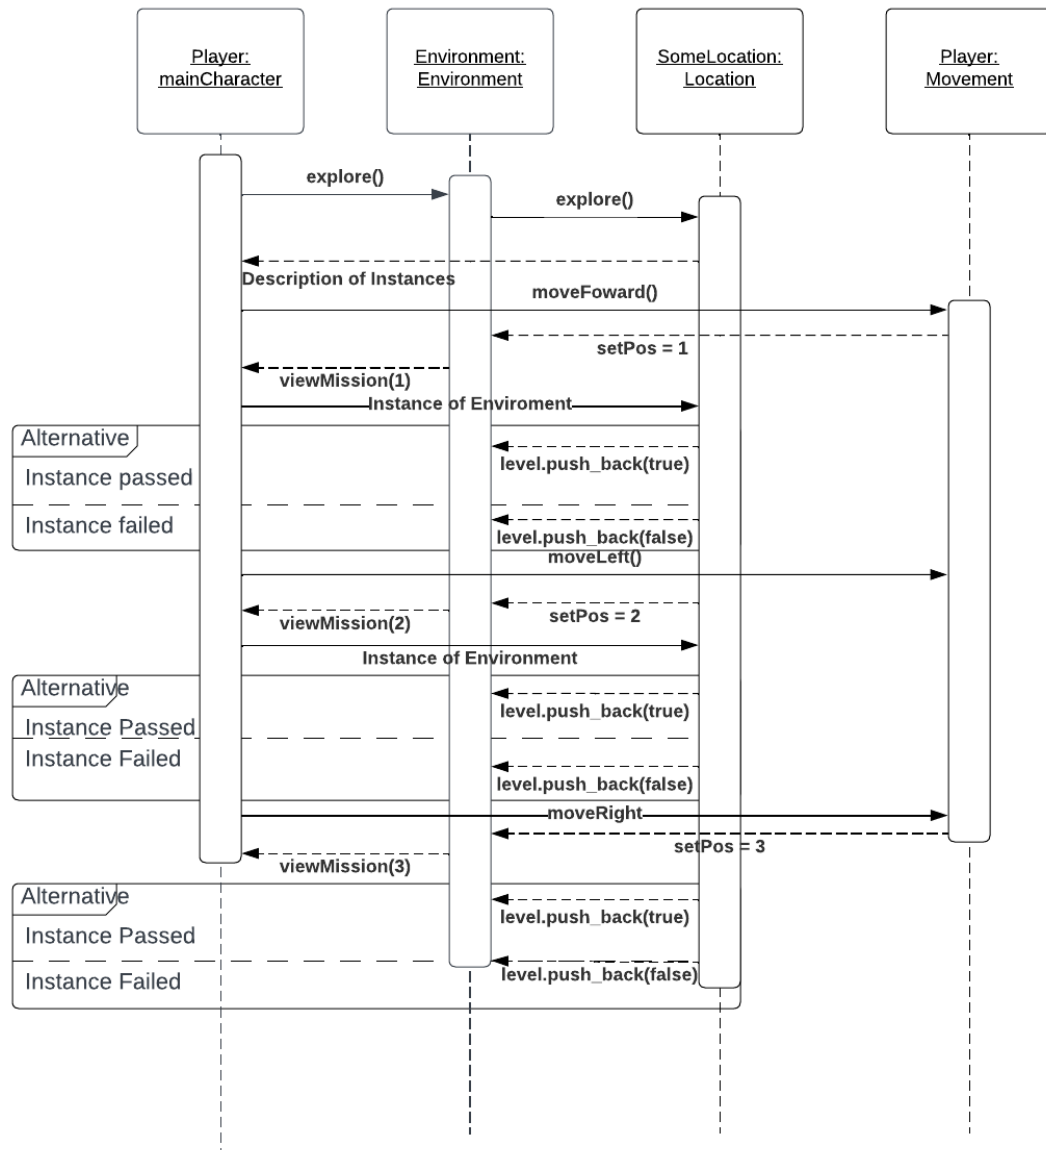 Player:
mainCharacter
Environment:
Environment
SomeLocation:
Location
Player:
Movement
explore()
explore()
Description of Instances
moveFoward()
setPos = 1
viewMission(1)
Instance of Enviroment
Alternative
level.push_back(true)
Instance passed
Instance failed
level.push_back(false)
moveLeft()
setPos = 2
viewMission(2)
Instance of Environment
Alternative
level.push_back(true)
Instance Passed
Instance Failed
level.push_back(false)
moveRight
setPos = 3
viewMission(3)
Alternative
level.push_back(true)
Instance Passed
level.push_back(false)
Instance Failed